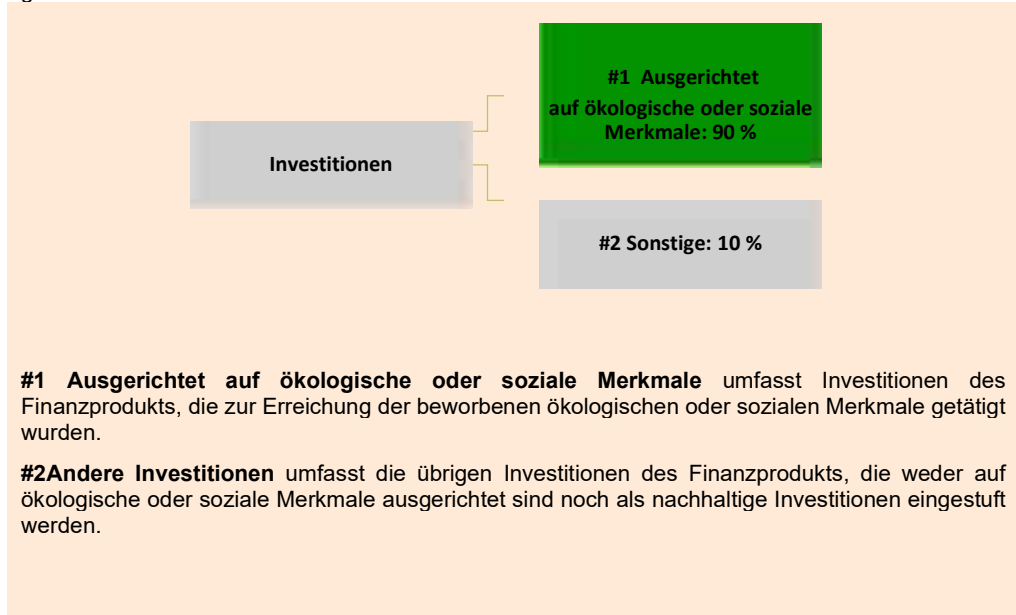 #1 Ausgerichtet
auf ökologische oder soziale
Merkmale: 90 %
Investitionen
#2 Sonstige: 10 %
#1 Ausgerichtet auf ökologische oder soziale Merkmale umfasst Investitionen des
Finanzprodukts, die zur Erreichung der beworbenen ökologischen oder sozialen Merkmale getätigt
wurden.
#2Andere Investitionen umfasst die übrigen Investitionen des Finanzprodukts, die weder auf
ökologische oder soziale Merkmale ausgerichtet sind noch als nachhaltige Investitionen eingestuft
werden.